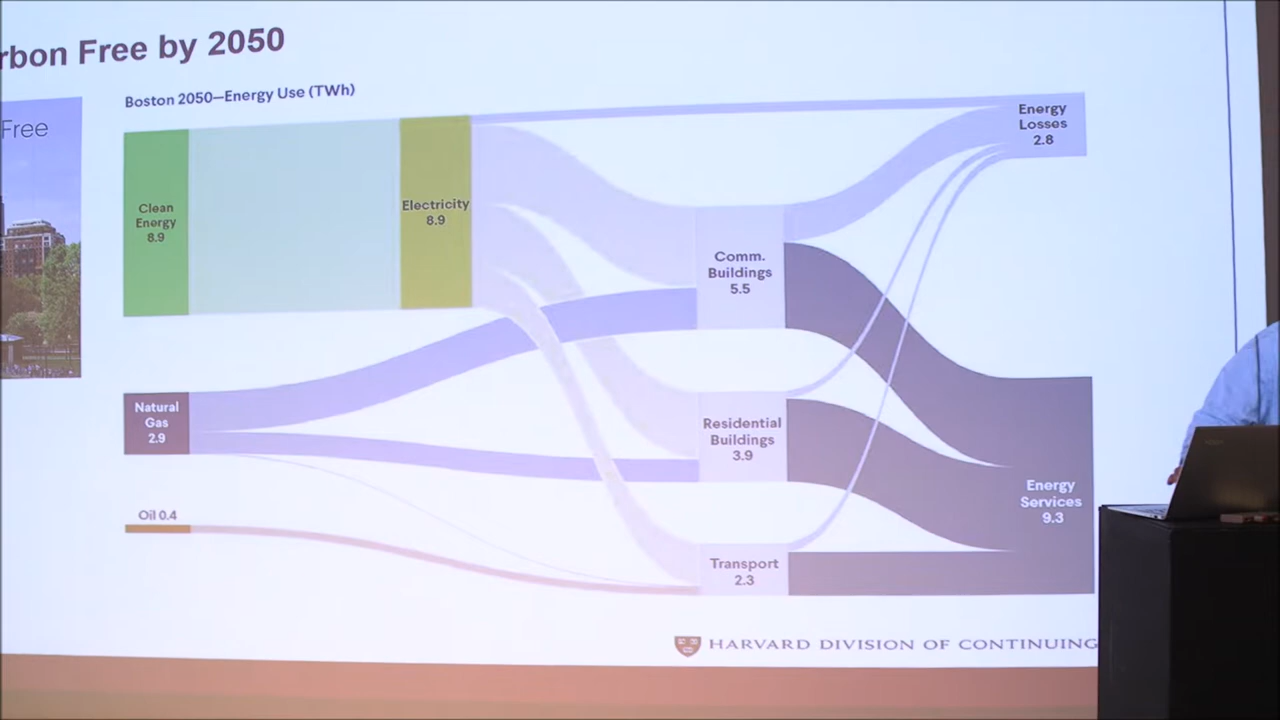 rbon Free by 2050
Free
Boston 2050—Energy Use (TWh)
Clean
Energy
8.9
Electricity
8.9
Natural
Gas
2.9
Oil 0.4
Comm.
Buildings
5.5
Residential
Buildings
3.9
Transport
2.3
Energy
Losses
2.8
Energy
Services
9.3
HARVARD DIVISION OF CONTINUING